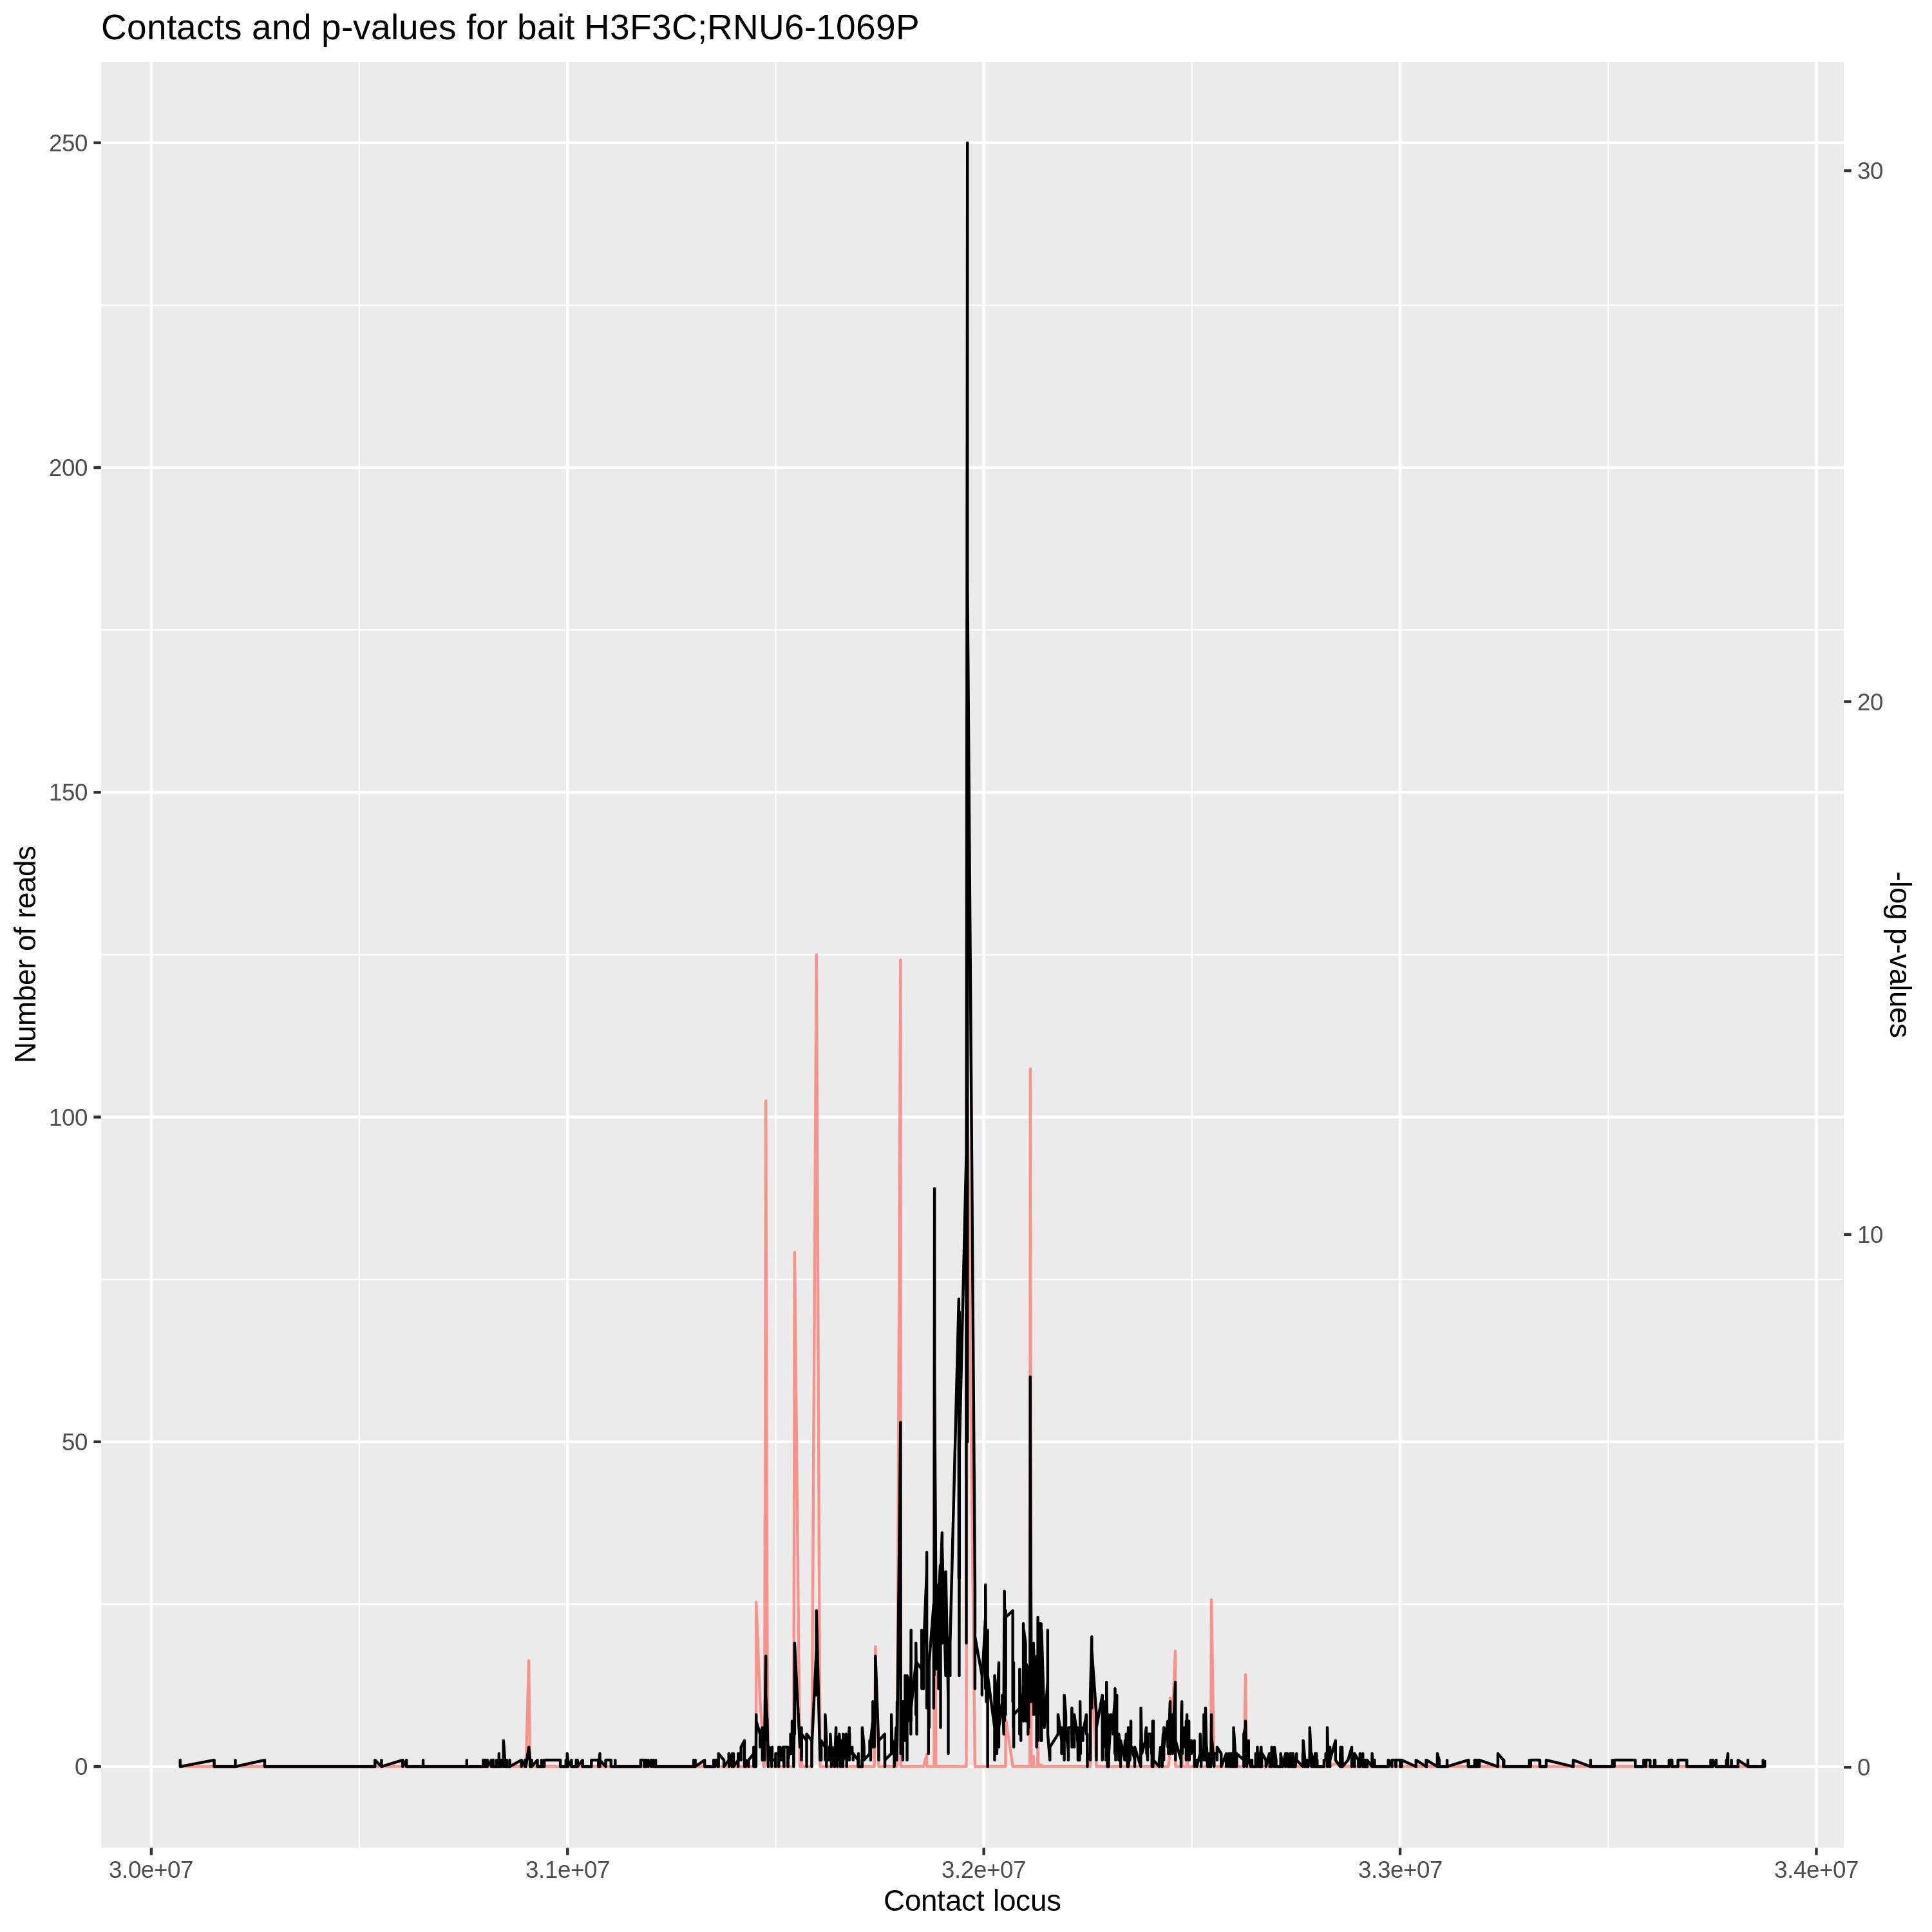 Contacts and p-values for bait H3F3C;RNU6-1069P
250
200
150
100
50
0
Number of reads
30
20
10
0
-log p-values
3.0e+07
3.1e+07
3.2e+07
3.3e+07
3.4e+07
Contact locus